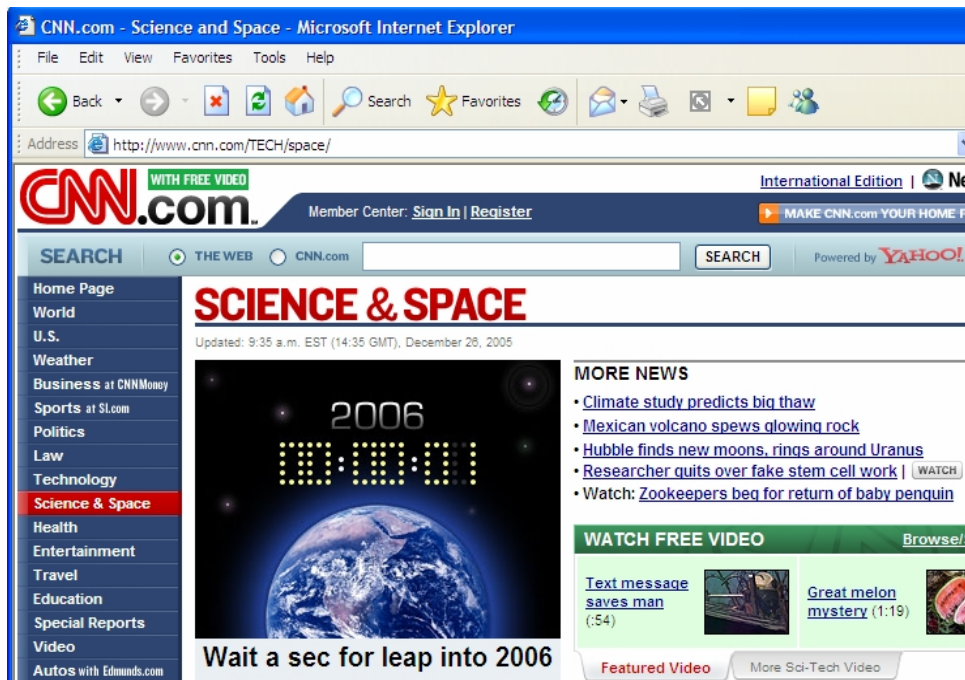 CNN.com - Science and Space - Microsoft Internet Explorer
File Edit View Favorites Tools Help
Back Search Favorites
Address http://www.cnn.com/TECH/space/
CNN.com WITH FREE VIDEO
International Edition |
Member Center: Sign In | Register
MAKE CNN.com YOUR HOME
SEARCH THE WEB CNN.com SEARCH Powered by YAHOO!
Home Page
World
U.S.
Weather
Business at CNNMoney
Sports at SI.com
Politics
Law
Technology
Science & Space
Health
Entertainment
Travel
Education
Special Reports
Video
Autos with Edmunds.com
SCIENCE & SPACE
Updated: 9:35 a.m. EST (14:35 GMT), December 26, 2005
2006
00:00:01
Wait a sec for leap into 2006
MORE NEWS
• Climate study predicts big thaw
• Mexican volcano spews glowing rock
• Hubble finds new moons, rings around Uranus
• Researcher quits over fake stem cell work | WATCH
• Watch: Zookeepers beg for return of baby penguin
WATCH FREE VIDEO Browse/
Text message
saves man
(:54)
Great melon
mystery (1:19)
Featured Video More Sci-Tech Video